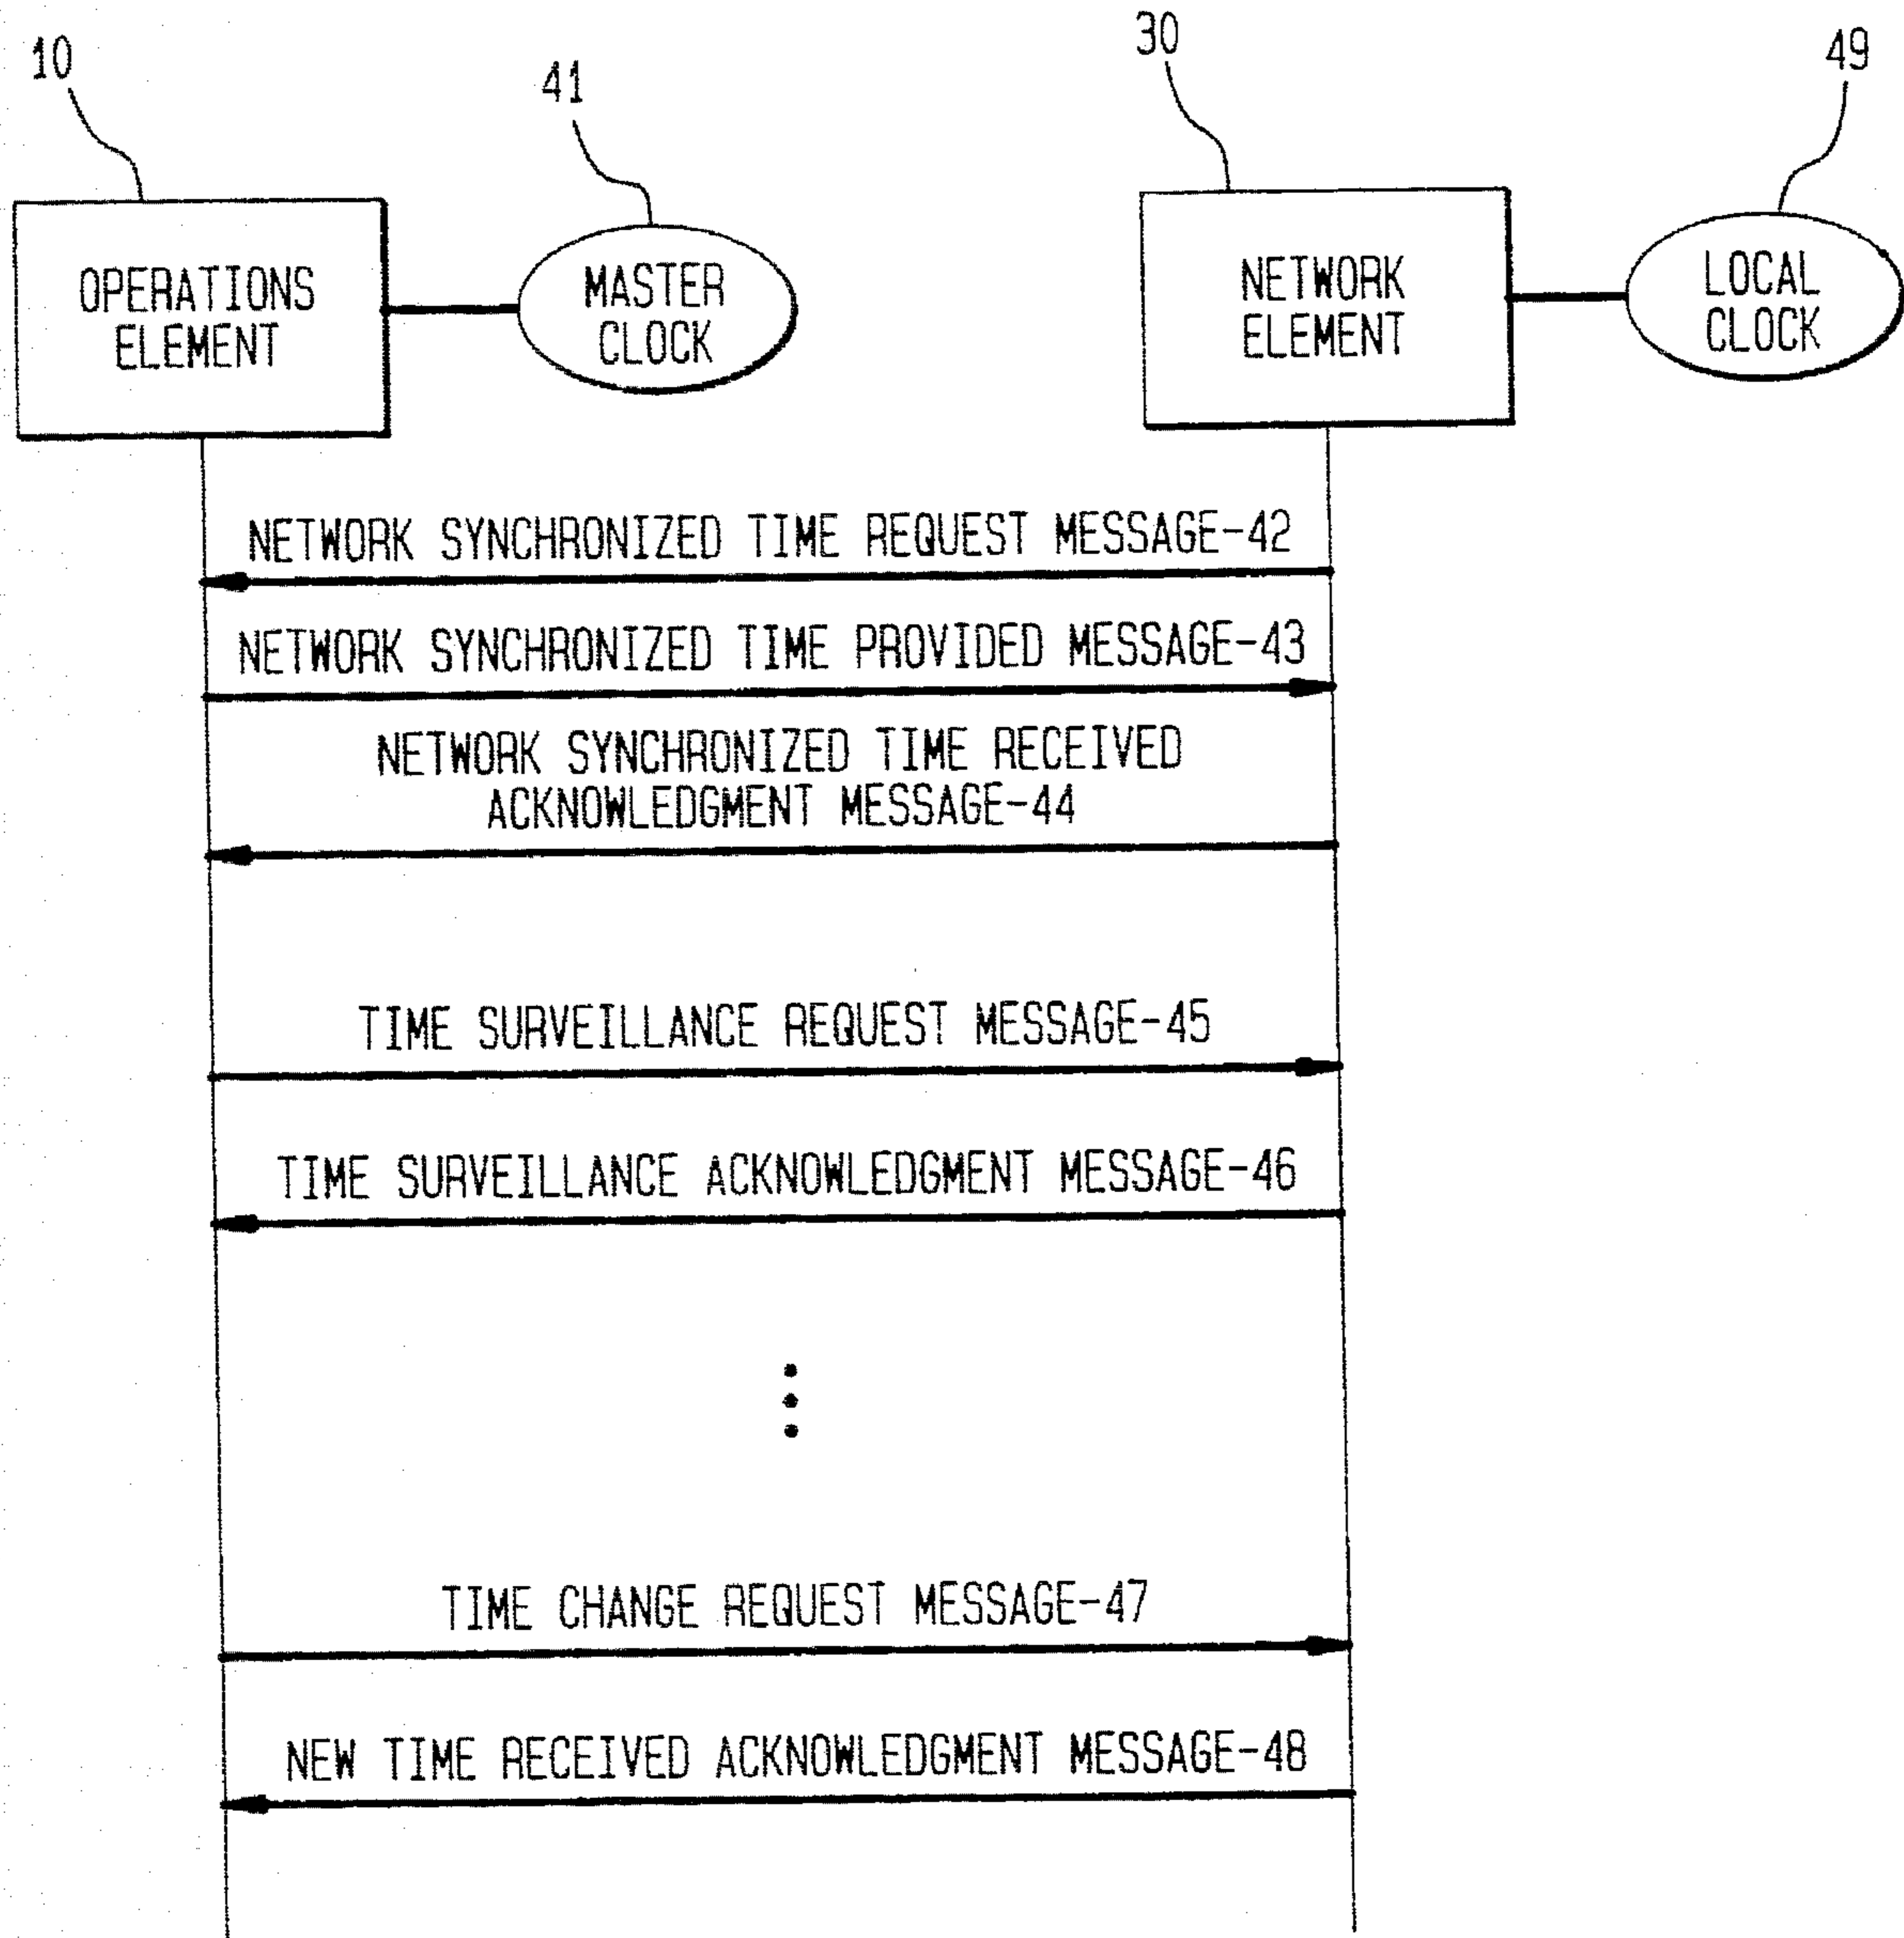 10
41
30
49
OPERATIONS
ELEMENT
MASTER
CLOCK
NETWORK
ELEMENT
LOCAL
CLOCK
NETWORK SYNCHRONIZED TIME REQUEST MESSAGE-42
NETWORK SYNCHRONIZED TIME PROVIDED MESSAGE-43
NETWORK SYNCHRONIZED TIME RECEIVED
ACKNOWLEDGMENT MESSAGE-44
TIME SURVEILLANCE REQUEST MESSAGE-45
TIME SURVEILLANCE ACKNOWLEDGMENT MESSAGE-46
TIME CHANGE REQUEST MESSAGE-47
NEW TIME RECEIVED ACKNOWLEDGMENT MESSAGE-48